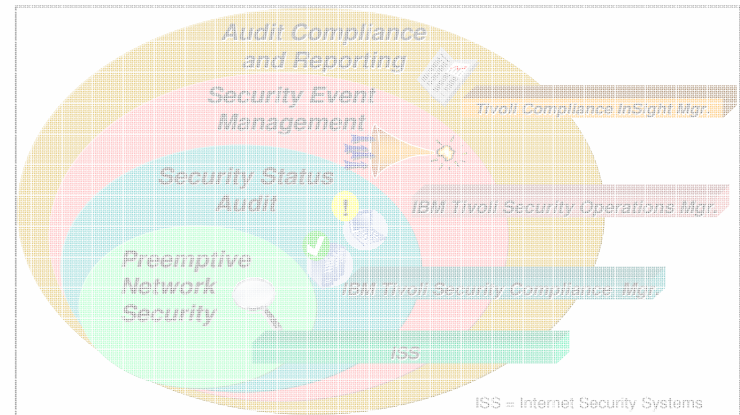 Audit Compliance
and Reporting
Tivoli Compliance InSight Mgr.
Security Event
Management
Security Status
Audit
IBM Tivoli Security Operations Mgr.
Preemptive
Network
Security
IBM Tivoli Security Compliance Mgr.
ISS
ISS = Internet Security Systems